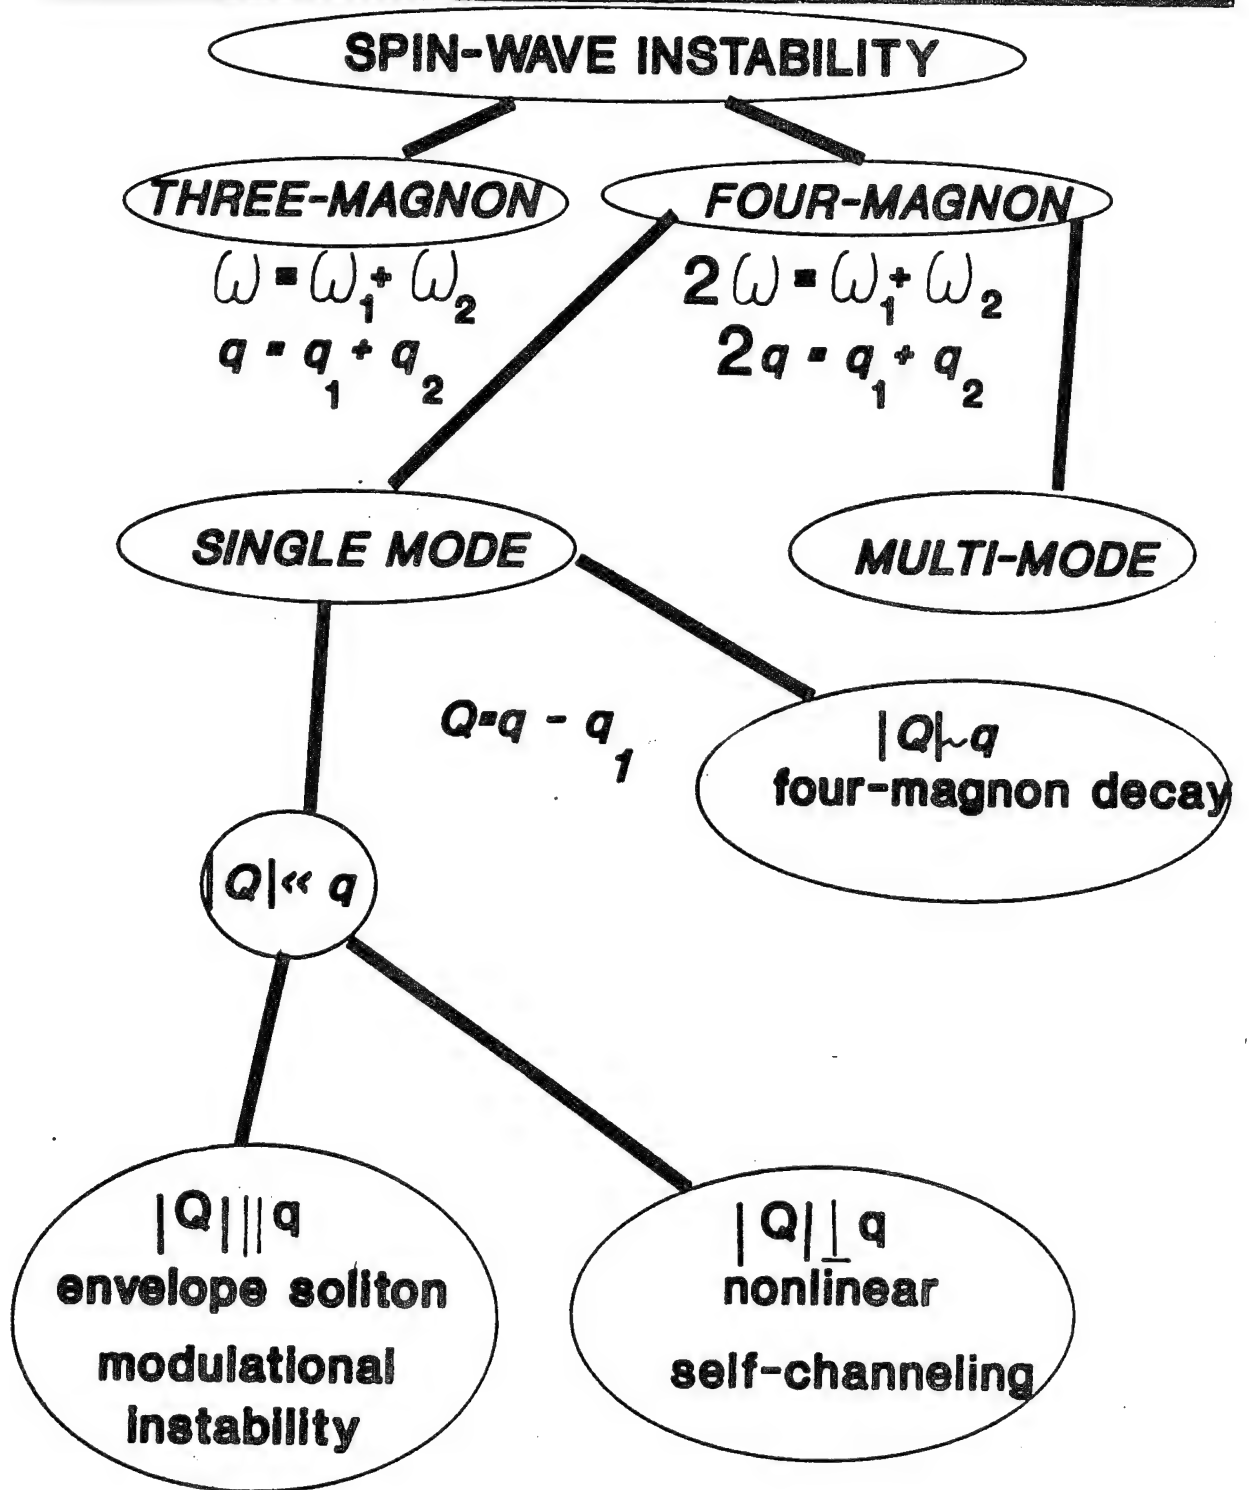 SPIN-WAVE INSTABILITY
THREE-MAGNON
FOUR-MAGNON
ω = ω₁ + ω₂
q = q₁ + q₂
2ω = ω₁ + ω₂
2q = q₁ + q₂
SINGLE MODE
MULTI-MODE
Q=q - q₁
|Q|~q
four-magnon decay
|Q|<< q
|Q| || q
envelope soliton
modulational
instability
|Q| ⊥ q
nonlinear
self-channeling